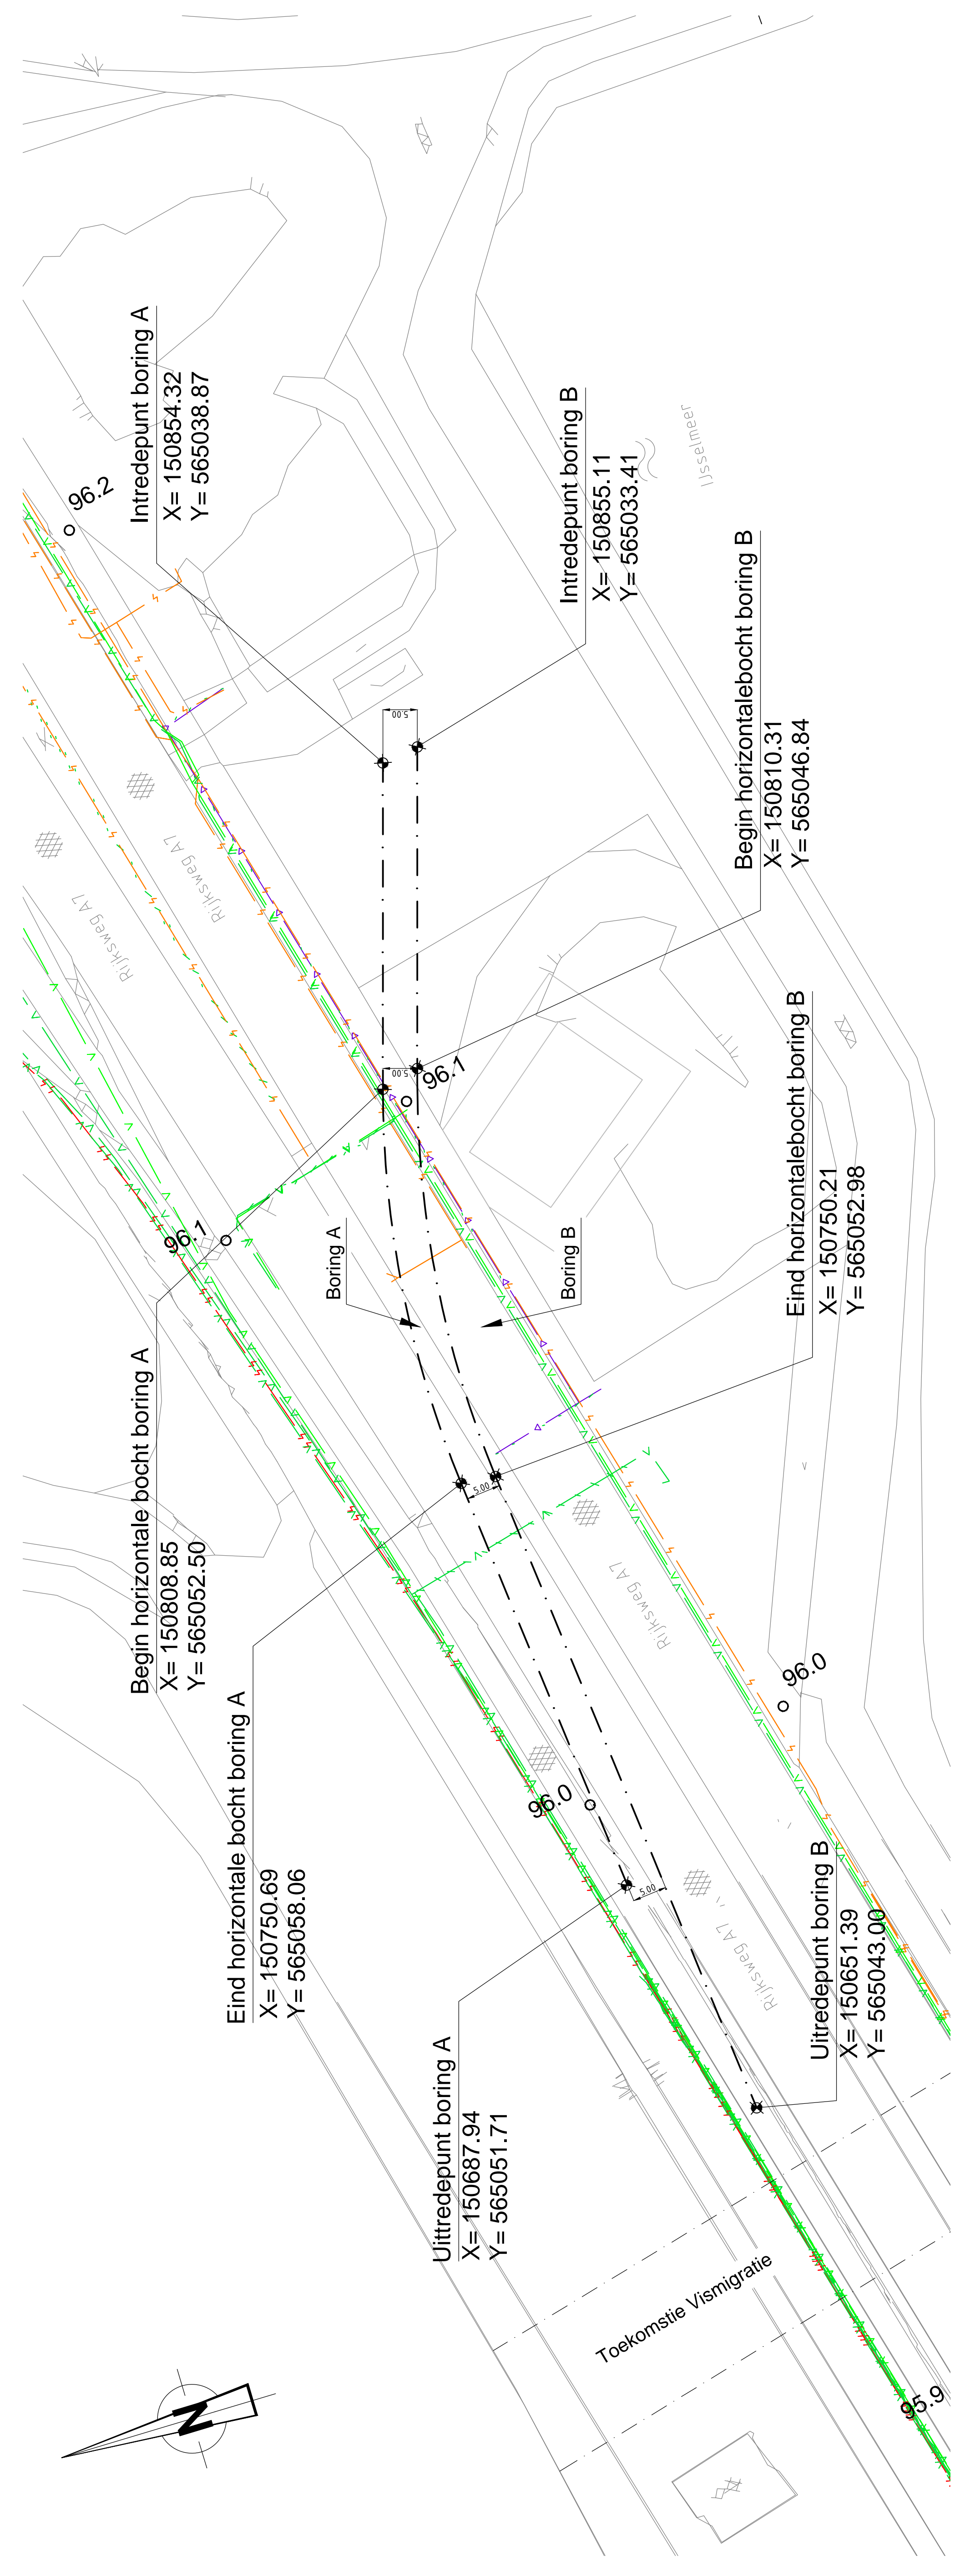 96.2
Intredepunt boring A
X= 150854.32
Y= 565038.87
Intredepunt boring B
X= 150855.11
Y= 565033.41
IJsselmeer
Begin horizontalebocht boring B
X= 150810.31
Y= 565046.84
5.00
Rijksweg A7
Rijksweg A7
5.00
96.1
96.1
Eind horizontalebocht boring B
X= 150750.21
Y= 565052.98
Boring A
Boring B
Begin horizontale bocht boring A
X= 150808.85
Y= 565052.50
5.00
Rijksweg A7
96.0
Eind horizontale bocht boring A
X= 150750.69
Y= 565058.06
96.0
5.00
Rijksweg A7
Uitredepunt boring B
X= 150651.39
Y= 565043.00
Uittredepunt boring A
X= 150687.94
Y= 565051.71
Toekomstie Vismigratie
95.9
N